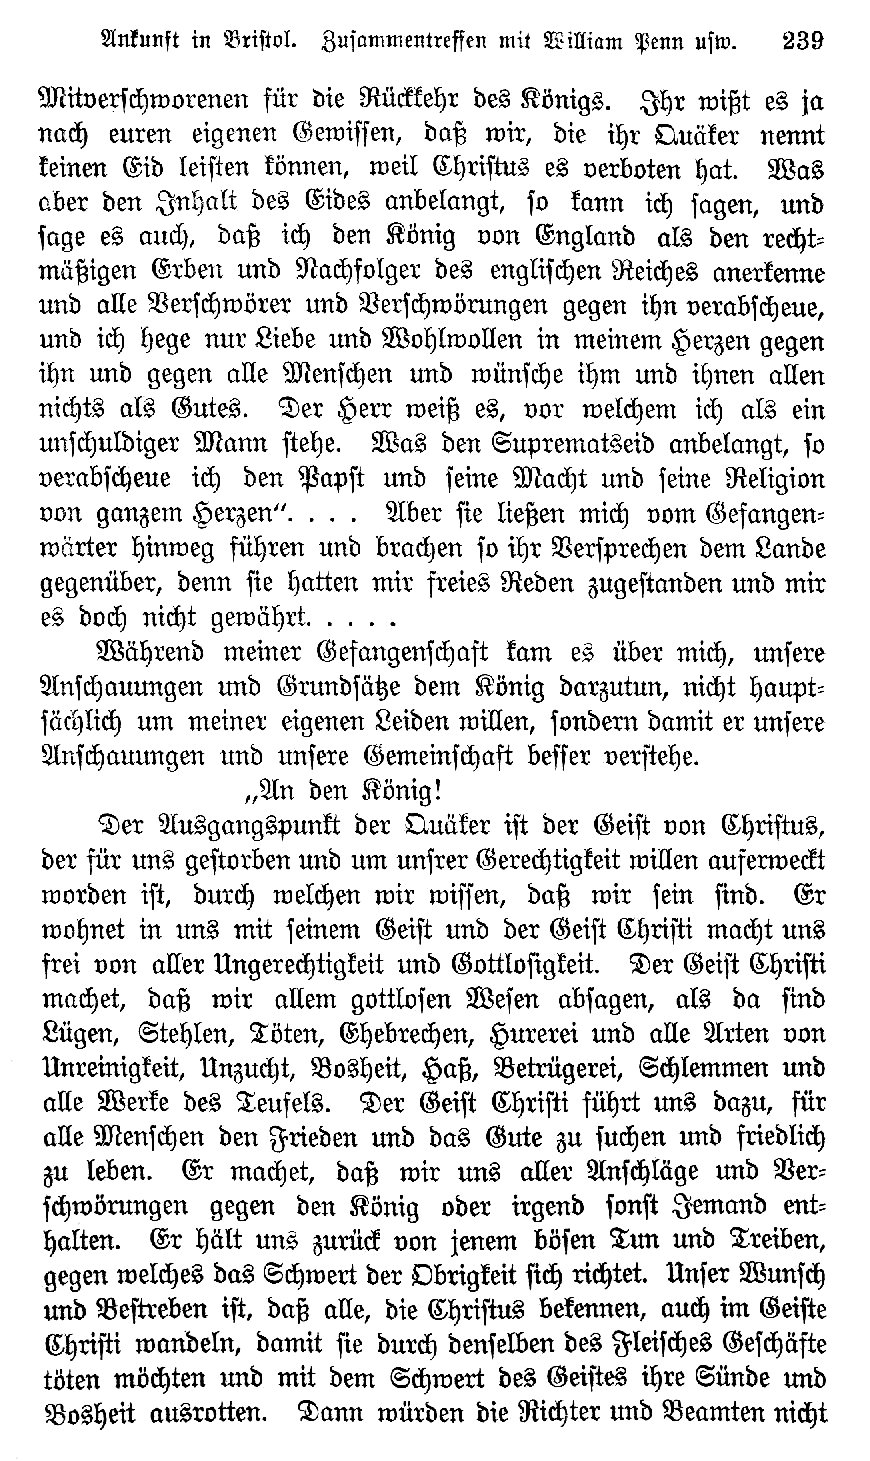 Ankunft in Bristol. Zusammentreffen mit William Penn usw. 239
Mitverschworenen für die Rückkehr des Königs. Ihr wißt es ja
nach euren eigenen Gewissen, daß wir, die ihr Quäker nennt
keinen Eid leisten können, weil Christus es verboten hat. Was
aber den Inhalt des Eides anbelangt, so kann ich sagen, und
sage es auch, daß ich den König von England als den recht-
mäßigen Erben und Nachfolger des englischen Reiches anerkenne
und alle Verschwörer und Verschwörungen gegen ihn verabscheue,
und ich hege nur Liebe und Wohlwollen in meinem Herzen gegen
ihn und gegen alle Menschen und wünsche ihm und ihnen allen
nichts als Gutes. Der Herr weiß es, vor welchem ich als ein
unschuldiger Mann stehe. Was den Suprematseid anbelangt, so
verabscheue ich den Papst und seine Macht und seine Religion
von ganzem Herzen“. . . . Aber sie ließen mich vom Gefangen-
wärter hinweg führen und brachen so ihr Versprechen dem Lande
gegenüber, denn sie hatten mir freies Reden zugestanden und mir
es doch nicht gewährt. . . . .
Während meiner Gefangenschaft kam es über mich, unsere
Anschauungen und Grundsätze dem König darzutun, nicht haupt-
sächlich um meiner eigenen Leiden willen, sondern damit er unsere
Anschauungen und unsere Gemeinschaft besser verstehe.
„An den König!
Der Ausgangspunkt der Quäker ist der Geist von Christus,
der für uns gestorben und um unsrer Gerechtigkeit willen auferweckt
worden ist, durch welchen wir wissen, daß wir sein sind. Er
wohnet in uns mit seinem Geist und der Geist Christi macht uns
frei von aller Ungerechtigkeit und Gottlosigkeit. Der Geist Christi
machet, daß wir allem gottlosen Wesen absagen, als da sind
Lügen, Stehlen, Töten, Ehebrechen, Hurerei und alle Arten von
Unreinigkeit, Unzucht, Bosheit, Haß, Betrügerei, Schlemmen und
alle Werke des Teufels. Der Geist Christi führt uns dazu, für
alle Menschen den Frieden und das Gute zu suchen und friedlich
zu leben. Er machet, daß wir uns aller Anschläge und Ver-
schwörungen gegen den König oder irgend sonst Jemand ent-
halten. Er hält uns zurück von jenem bösen Tun und Treiben,
gegen welches das Schwert der Obrigkeit sich richtet. Unser Wunsch
und Bestreben ist, daß alle, die Christus bekennen, auch im Geiste
Christi wandeln, damit sie durch denselben des Fleisches Geschäfte
töten möchten und mit dem Schwert des Geistes ihre Sünde und
Bosheit ausrotten. Dann würden die Richter und Beamten nicht